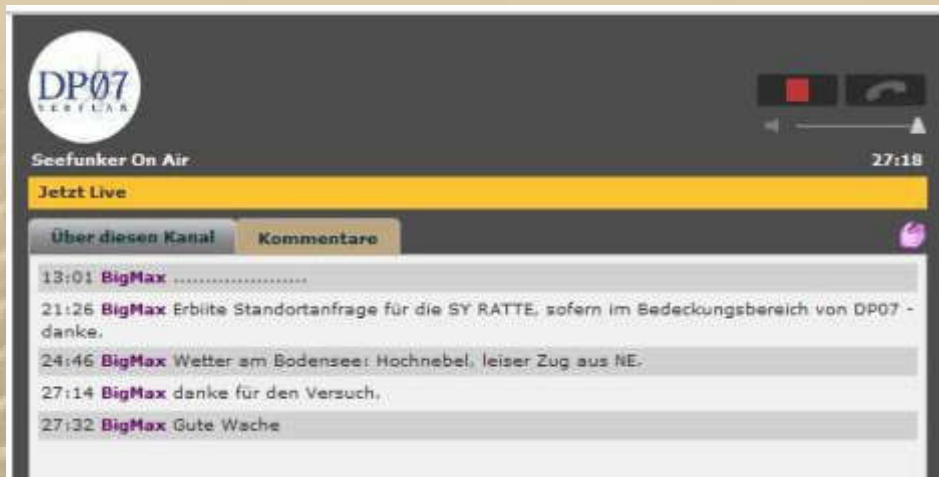 DP07
SEEFUNK
Seefunker On Air
27:18
Jetzt Live
Über diesen Kanal
Kommentare
13:01 BigMax .....................
21:26 BigMax Erbiite Standortanfrage für die SY RATTE, sofern im Bedeckungsbereich von DP07 -
danke.
24:46 BigMax Wetter am Bodensee: Hochnebel, leiser Zug aus NE.
27:14 BigMax danke für den Versuch.
27:32 BigMax Gute Wache